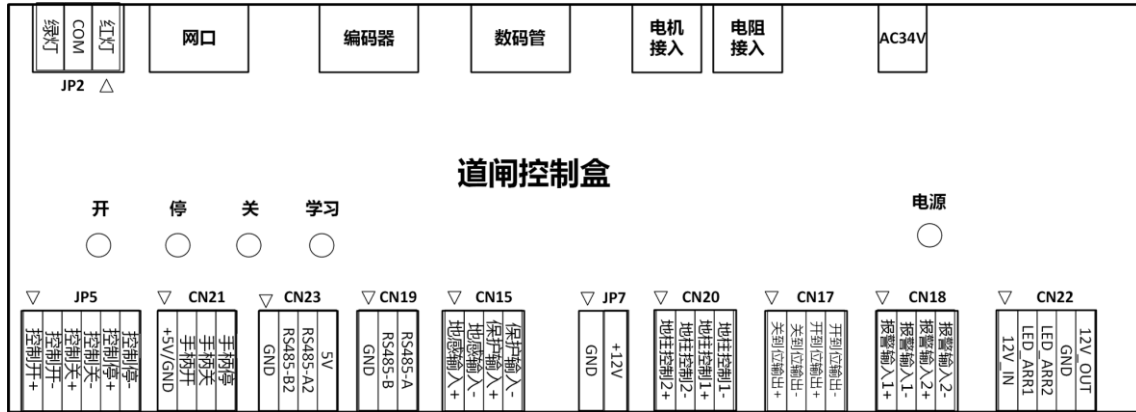 绿灯
COM
红灯
JP2 △
网口
编码器
数码管
电机
接入
电阻
接入
AC34V
道闸控制盒
开
停
关
学习
电源
▽ JP5
控制开+
控制开-
控制关+
控制关-
控制停+
控制停-
▽ CN21
+5V/GND
手柄开
手柄关
手柄停
▽ CN23
GND
RS485-B2
RS485-A2
5V
▽ CN19
GND
RS485-B
RS485-A
▽ CN15
地感输入+
地感输入-
保护输入+
保护输入-
▽ JP7
GND
+12V
▽ CN20
地柱控制2+
地柱控制2-
地柱控制1+
地柱控制1-
▽ CN17
关到位输出+
关到位输出-
开到位输出+
开到位输出-
▽ CN18
报警输入1+
报警输入1-
报警输入2+
报警输入2-
▽ CN22
12V_IN
LED_ARR1
LED_ARR2
GND
12V_OUT